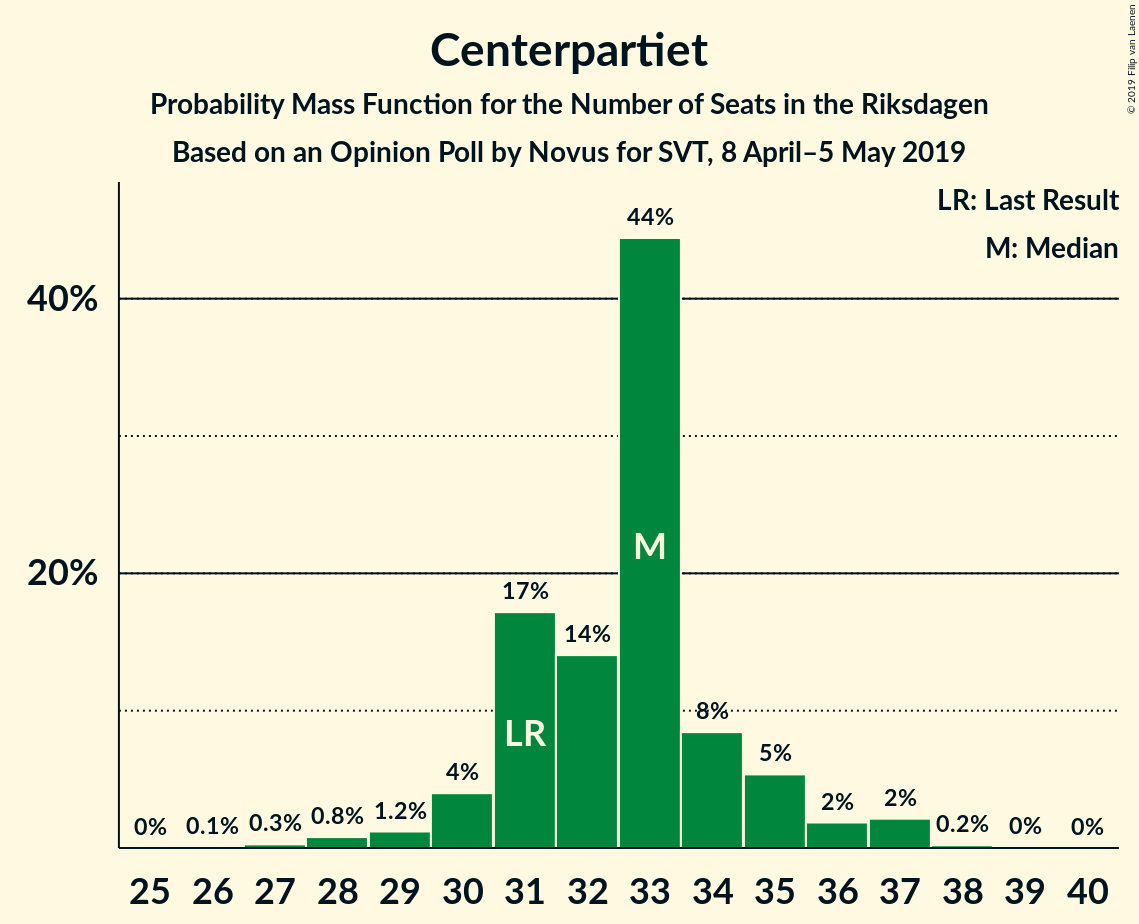 Centerpartiet
Probability Mass Function for the Number of Seats in the Riksdagen
Based on an Opinion Poll by Novus for SVT, 8 April–5 May 2019
© 2019 Filip van Laenen
LR: Last Result
M: Median
44%
40%
M
20%
17%
14%
LR
8%
5%
4%
2%
2%
1.2%
0.8%
0.3%
0.1%
0%
0.2%
0%
0%
25 26 27 28 29 30 31 32 33 34 35 36 37 38 39 40